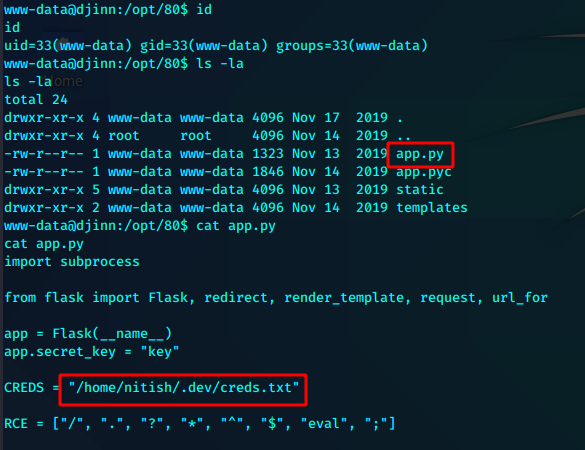 www-data@djinn:/opt/80$ id
id
uid=33(www-data) gid=33(www-data) groups=33(www-data)
www-data@djinn:/opt/80$ ls -la
ls -la
Home
total 24
drwxr-xr-x 4 www-data www-data 4096 Nov 17  2019 .
drwxr-xr-x 4 root     root     4096 Nov 14  2019 ..
-rw-r--r-- 1 www-data www-data 1323 Nov 13  2019 app.py
-rw-r--r-- 1 www-data www-data 1846 Nov 14  2019 app.pyc
drwxr-xr-x 5 www-data www-data 4096 Nov 13  2019 static
drwxr-xr-x 2 www-data www-data 4096 Nov 14  2019 templates
www-data@djinn:/opt/80$ cat app.py
cat app.py
import subprocess
from flask import Flask, redirect, render_template, request, url_for
app = Flask(__name__)
app.secret_key = "key"
CREDS = "/home/nitish/.dev/creds.txt"
RCE = ["/", ".", "?", "*", "^", "$", "eval", ";"]